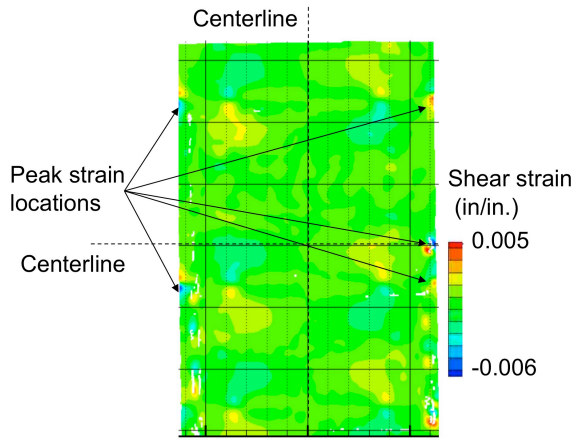 Centerline
Peak strain
locations
Shear strain
(in/in.)
0.005
Centerline
-0.006